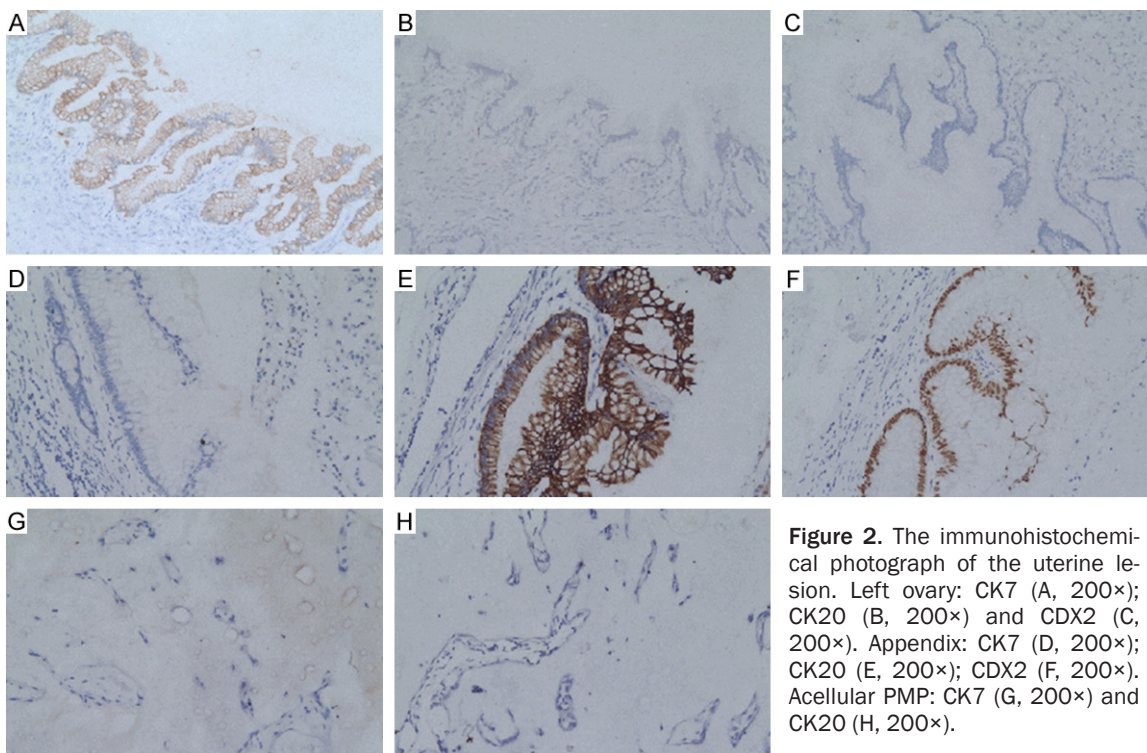 A
B
C
D
E
F
G
H
Figure 2. The immunohistochemi-
cal photograph of the uterine le-
sion. Left ovary: CK7 (A, 200×);
CK20 (B, 200×) and CDX2 (C,
200×). Appendix: CK7 (D, 200×);
CK20 (E, 200×); CDX2 (F, 200×).
Acellular PMP: CK7 (G, 200×) and
CK20 (H, 200×).